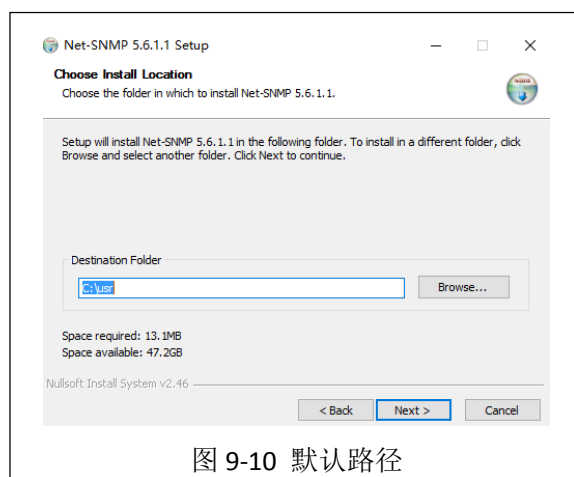 Net-SNMP 5.6.1.1 Setup
Choose Install Location
Choose the folder in which to install Net-SNMP 5.6.1.1.
Setup will install Net-SNMP 5.6.1.1 in the following folder. To install in a different folder, click
Browse and select another folder. Click Next to continue.
Destination Folder
C:\usr
Browse...
Space required: 13.1MB
Space available: 47.2GB
Nullsoft Install System v2.46
< Back
Next >
Cancel
图 9-10 默认路径